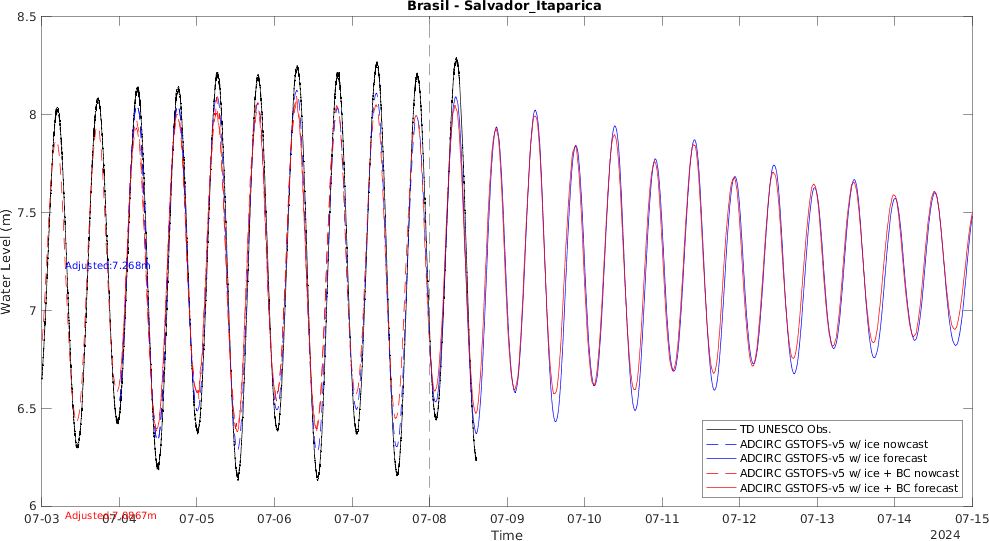 Brasil - Salvador_Itaparica
8.5
8
7.5
7
6.5
6
Water Level (m)
Adjusted:7.268m
TD UNESCO Obs.
ADCIRC GSTOFS-v5 w/ ice nowcast
ADCIRC GSTOFS-v5 w/ ice forecast
ADCIRC GSTOFS-v5 w/ ice + BC nowcast
ADCIRC GSTOFS-v5 w/ ice + BC forecast
07-03 07-04 07-05 07-06 07-07 07-08 07-09 07-10 07-11 07-12 07-13 07-14 07-15
Time
2024